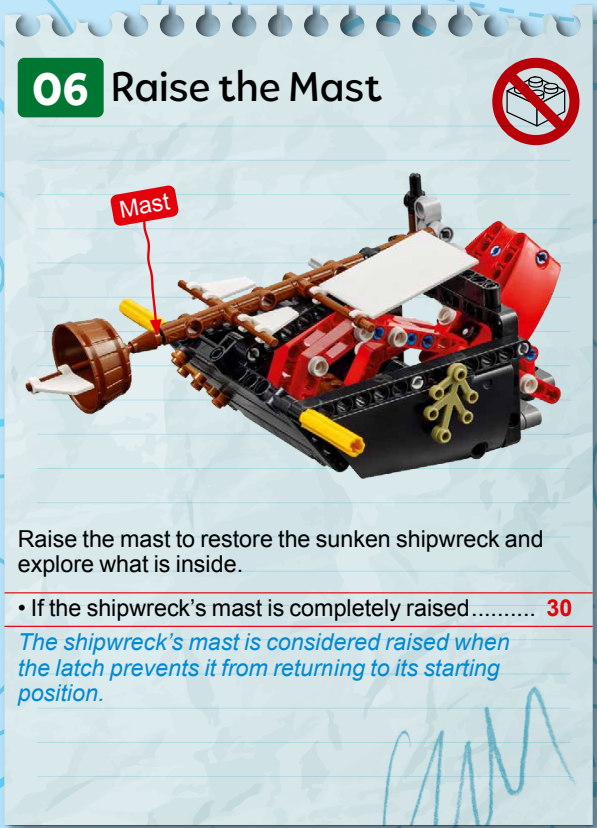 06 Raise the Mast
Mast
Raise the mast to restore the sunken shipwreck and
explore what is inside.
• If the shipwreck's mast is completely raised.......... 30
The shipwreck's mast is considered raised when
the latch prevents it from returning to its starting
position.